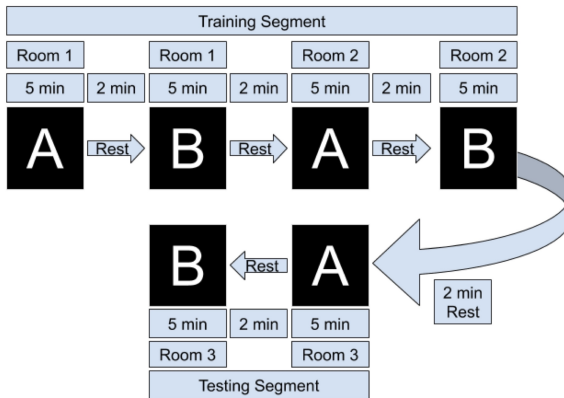 Training Segment
Room 1 Room 1 Room 2 Room 2
5 min 2 min 5 min 2 min 5 min 2 min 5 min
A Rest B Rest A Rest B
B Rest A
2 min
Rest
5 min 2 min 5 min
Room 3 Room 3
Testing Segment